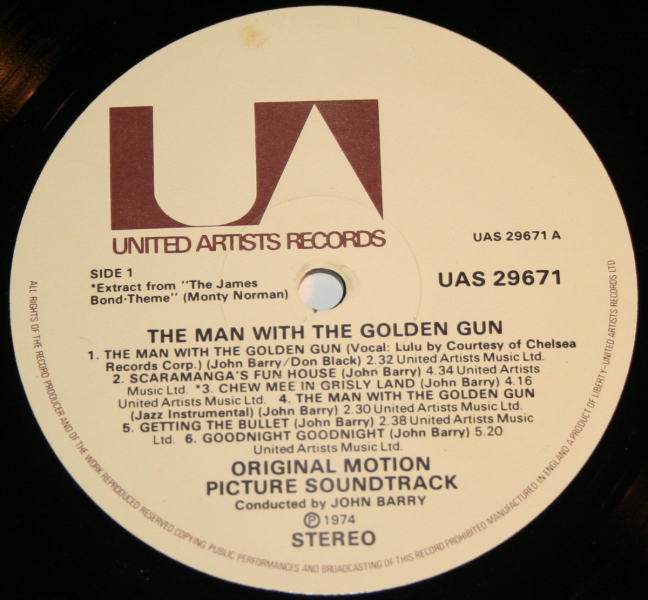 UA
UNITED ARTISTS RECORDS
UAS 29671 A
SIDE 1
*Extract from "The James
Bond-Theme" (Monty Norman)
UAS 29671
THE MAN WITH THE GOLDEN GUN
1. THE MAN WITH THE GOLDEN GUN (Vocal: Lulu by Courtesy of Chelsea
Records Corp.) (John Barry/Don Black) 2.32 United Artists Music Ltd.
2. SCARAMANGA'S FUN HOUSE (John Barry) 4.34 United Artists
Music Ltd. *3. CHEW MEE IN GRISLY LAND (John Barry) 4.16
United Artists Music Ltd. 4. THE MAN WITH THE GOLDEN GUN
(Jazz Instrumental) (John Barry) 2.30 United Artists Music Ltd.
5. GETTING THE BULLET (John Barry) 2.38 United Artists Music
Ltd. 6. GOODNIGHT GOODNIGHT (John Barry) 5.20
United Artists Music Ltd.
ORIGINAL MOTION
PICTURE SOUNDTRACK
Conducted by JOHN BARRY
℗ 1974
STEREO
ALL RIGHTS OF THE RECORD PRODUCER AND OF THE WORK REPRODUCED RESERVED. COPYING, PUBLIC PERFORMANCES AND BROADCASTING OF THIS RECORD PROHIBITED MANUFACTURED IN ENGLAND A PRODUCT OF LIBERTY-UNITED ARTISTS RECORDS LTD